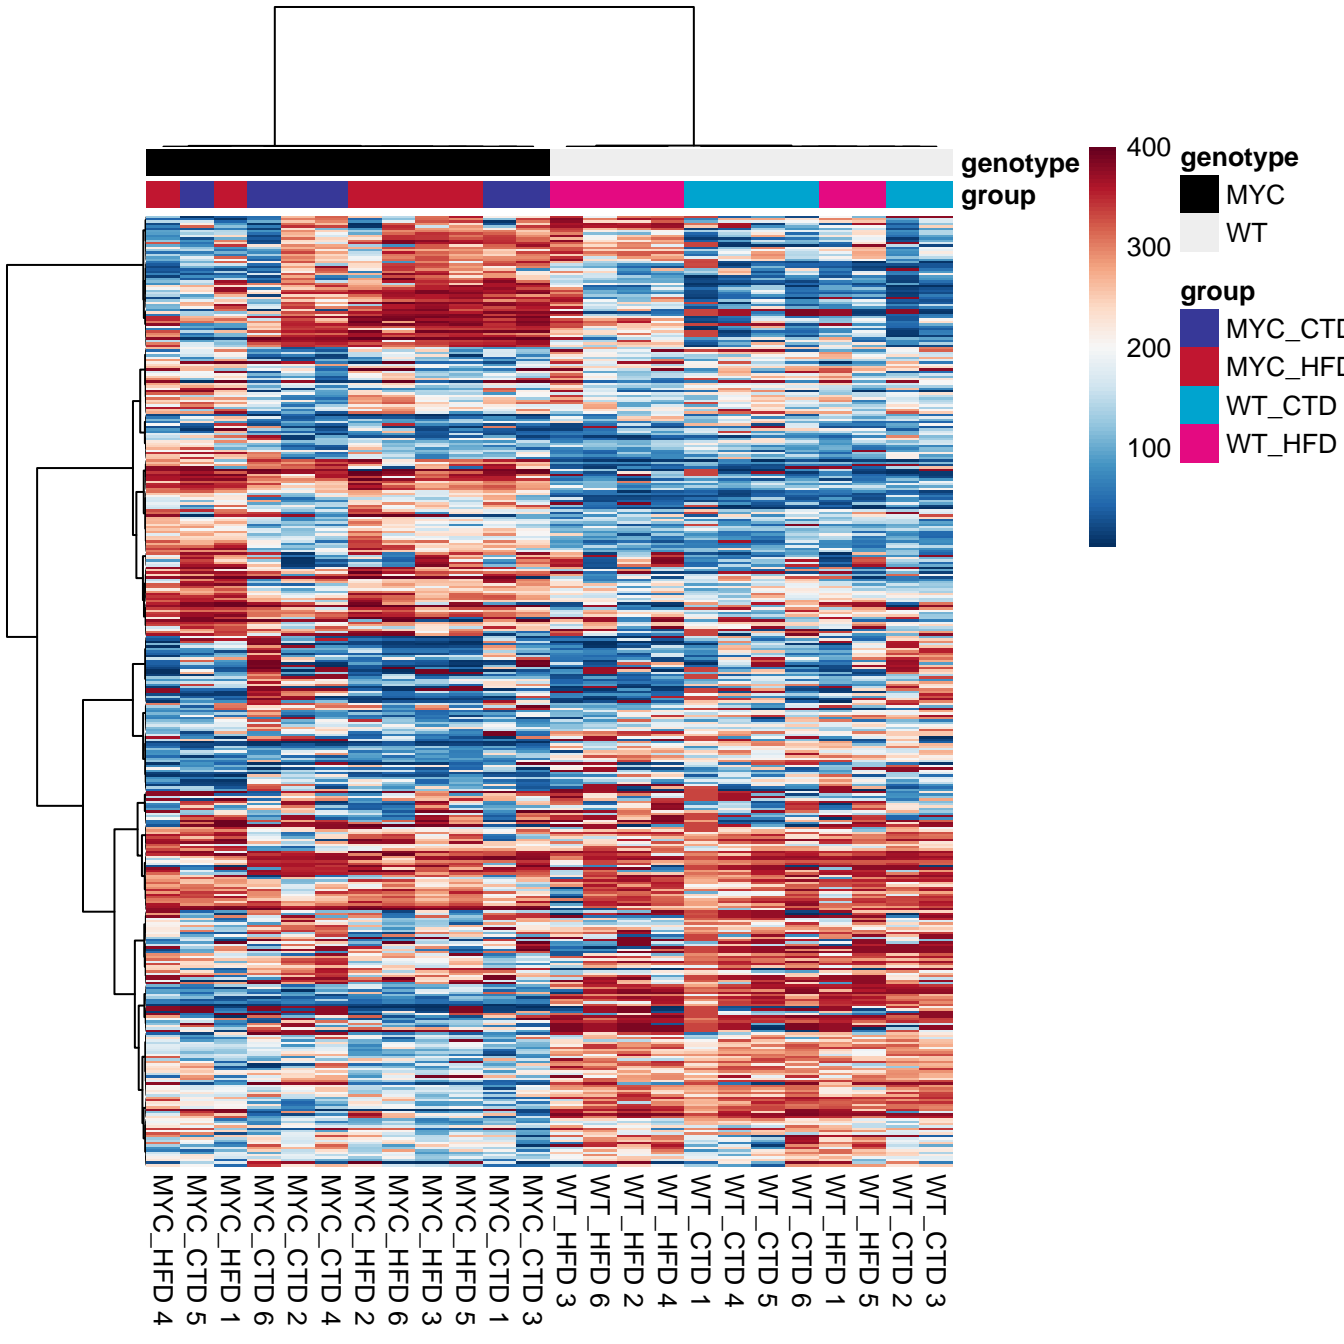 genotype
group
400
300
200
100
genotype
MYC
WT
group
MYC_CTD
MYC_HFD
WT_CTD
WT_HFD
MYC_HFD 4
MYC_CTD 5
MYC_HFD 1
MYC_CTD 6
MYC_CTD 2
MYC_CTD 4
MYC_HFD 2
MYC_HFD 6
MYC_HFD 3
MYC_HFD 5
MYC_CTD 1
MYC_CTD 3
WT_HFD 3
WT_HFD 6
WT_HFD 2
WT_HFD 4
WT_CTD 1
WT_CTD 4
WT_CTD 5
WT_CTD 6
WT_HFD 1
WT_HFD 5
WT_CTD 2
WT_CTD 3